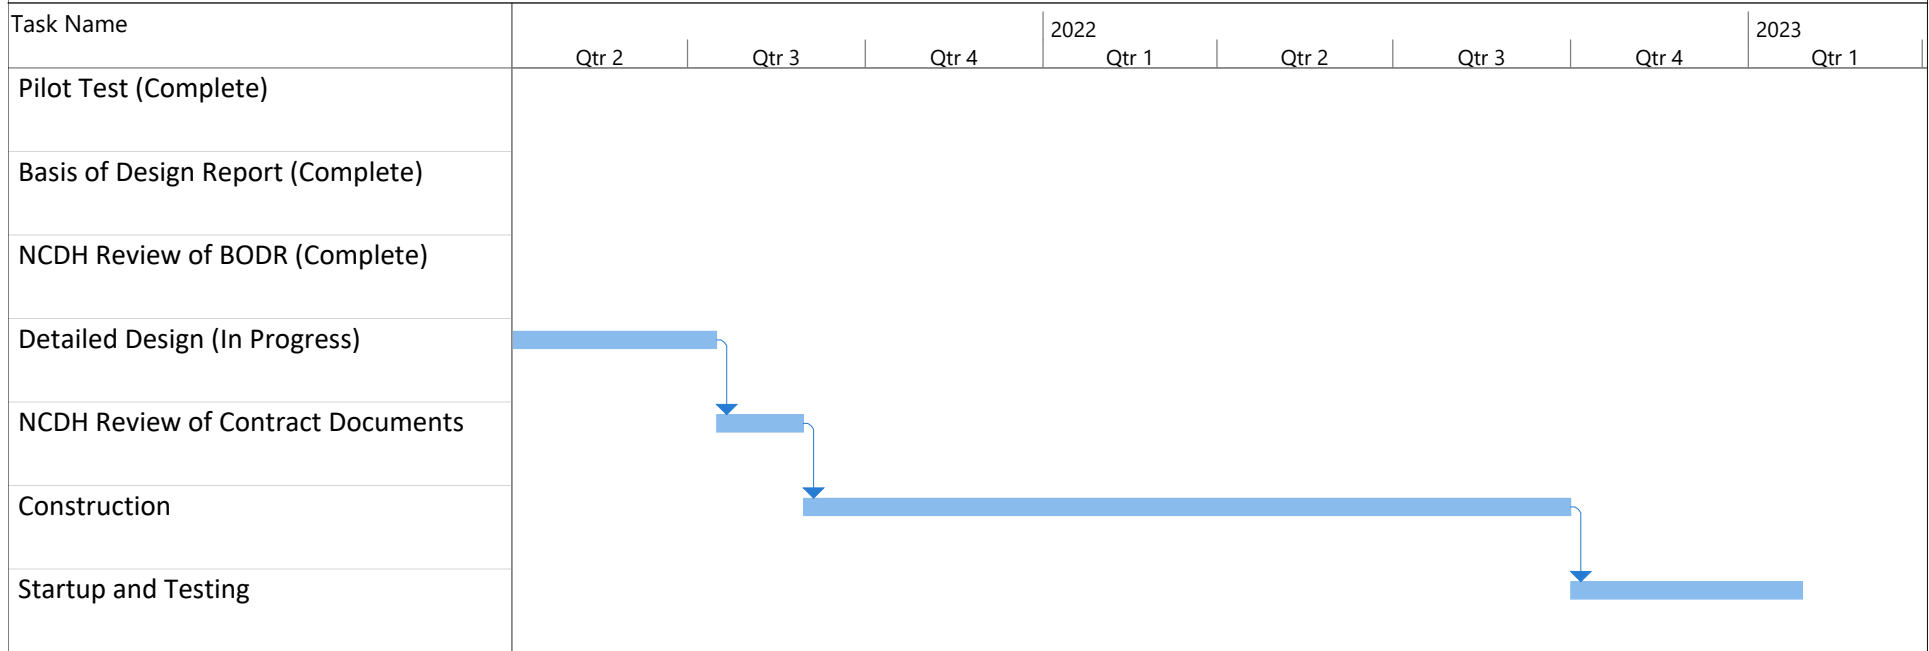 Task Name
2022
2023
Qtr 2
Qtr 3
Qtr 4
Qtr 1
Qtr 2
Qtr 3
Qtr 4
Qtr 1
Pilot Test (Complete)
Basis of Design Report (Complete)
NCDH Review of BODR (Complete)
Detailed Design (In Progress)
NCDH Review of Contract Documents
Construction
Startup and Testing